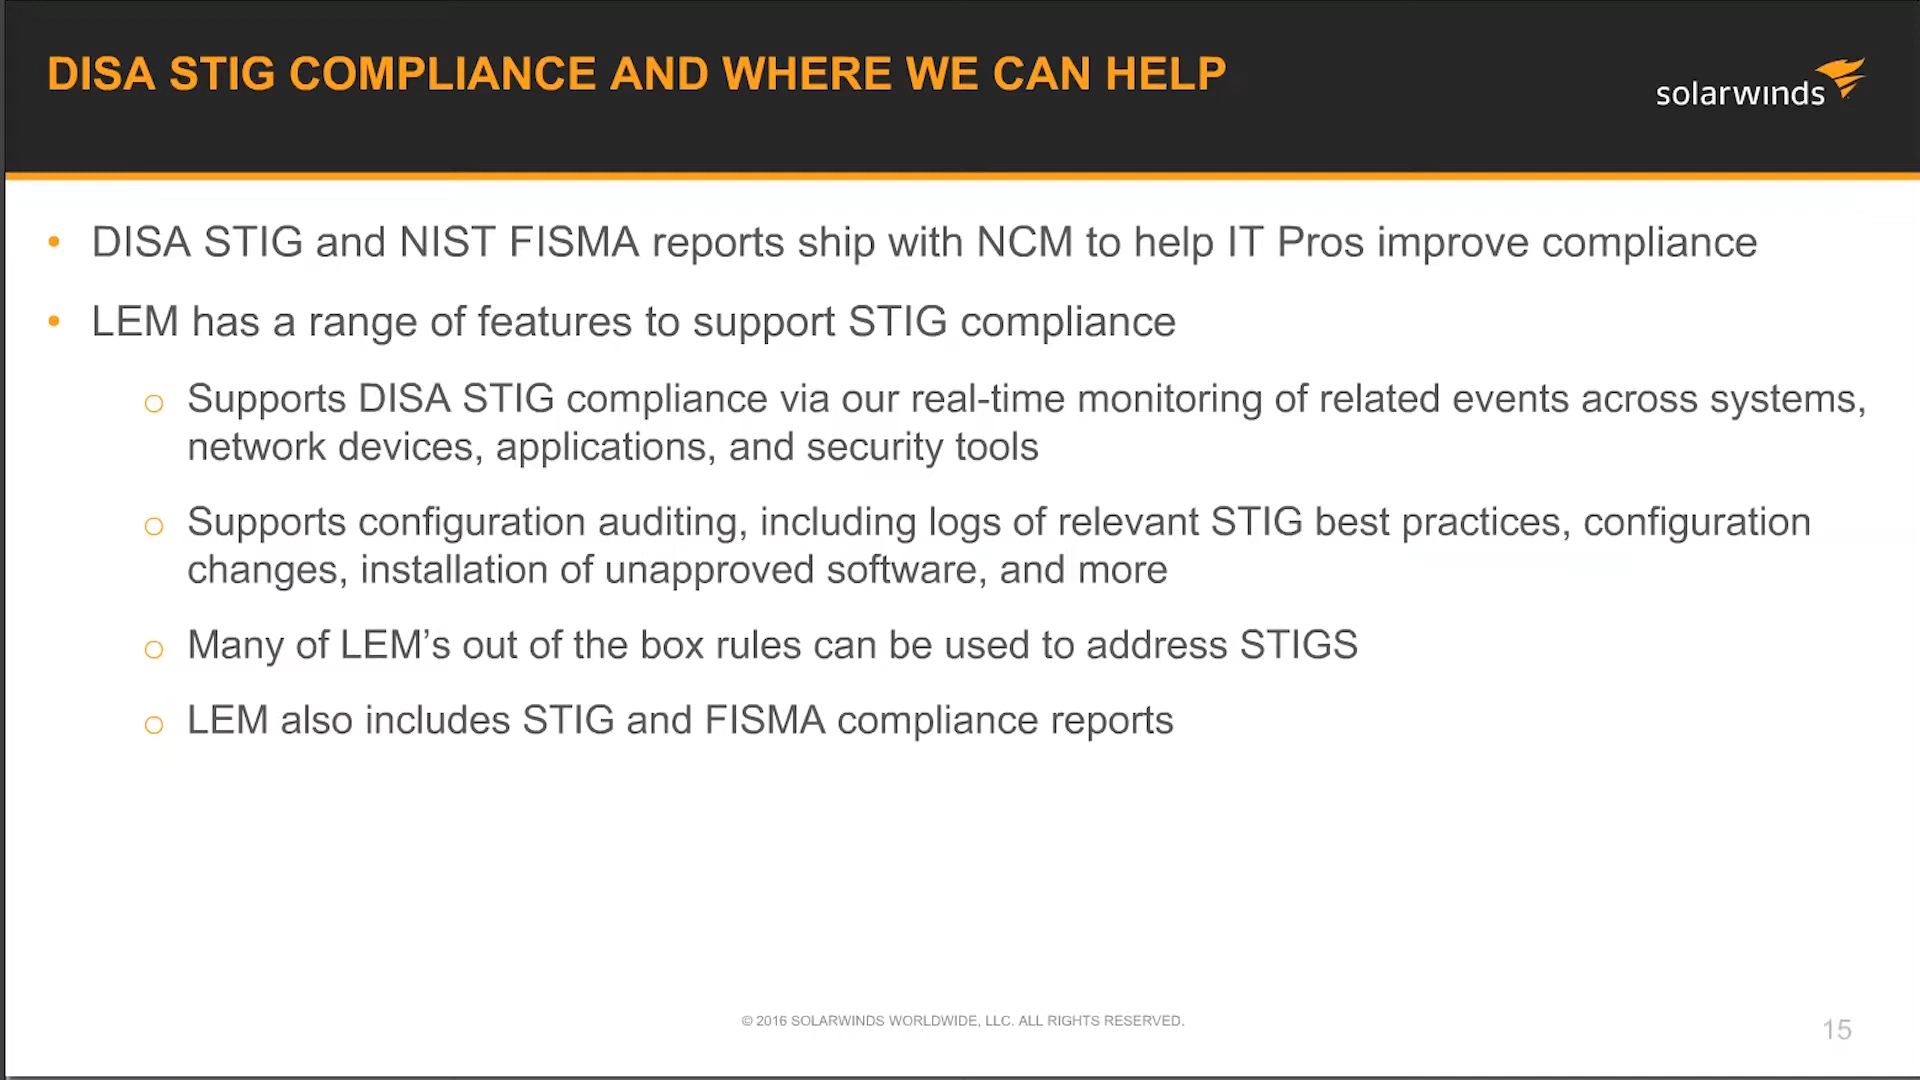 DISA STIG COMPLIANCE AND WHERE WE CAN HELP
solarwinds
• DISA STIG and NIST FISMA reports ship with NCM to help IT Pros improve compliance
• LEM has a range of features to support STIG compliance
o Supports DISA STIG compliance via our real-time monitoring of related events across systems,
network devices, applications, and security tools
o Supports configuration auditing, including logs of relevant STIG best practices, configuration
changes, installation of unapproved software, and more
o Many of LEM’s out of the box rules can be used to address STIGS
o LEM also includes STIG and FISMA compliance reports
© 2016 SOLARWINDS WORLDWIDE, LLC. ALL RIGHTS RESERVED.
15